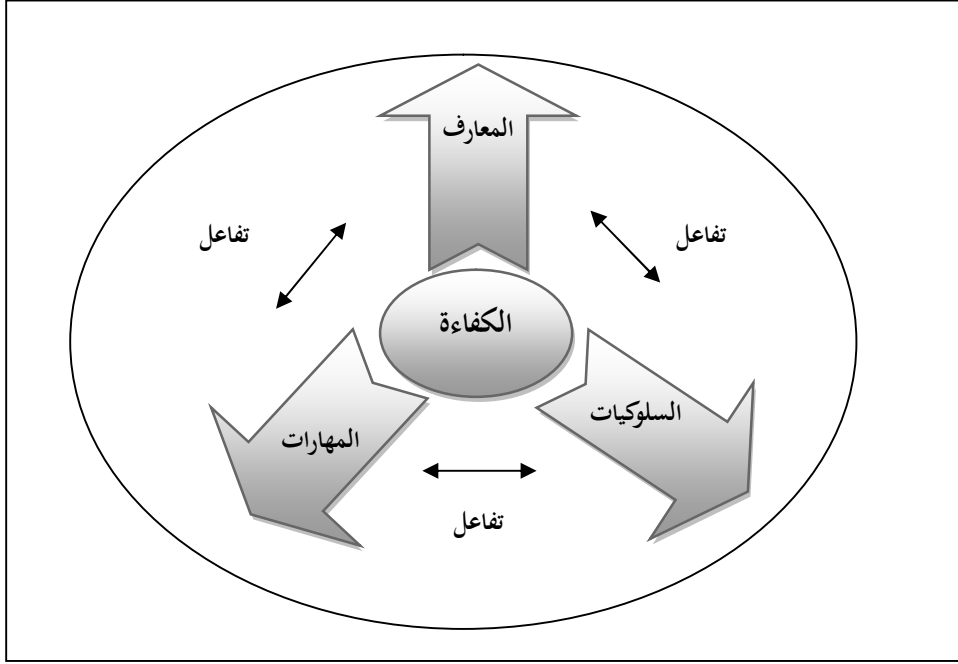 المعارف
تفاعل
تفاعل
الكفاءة
السلوكيات
المهارات
تفاعل